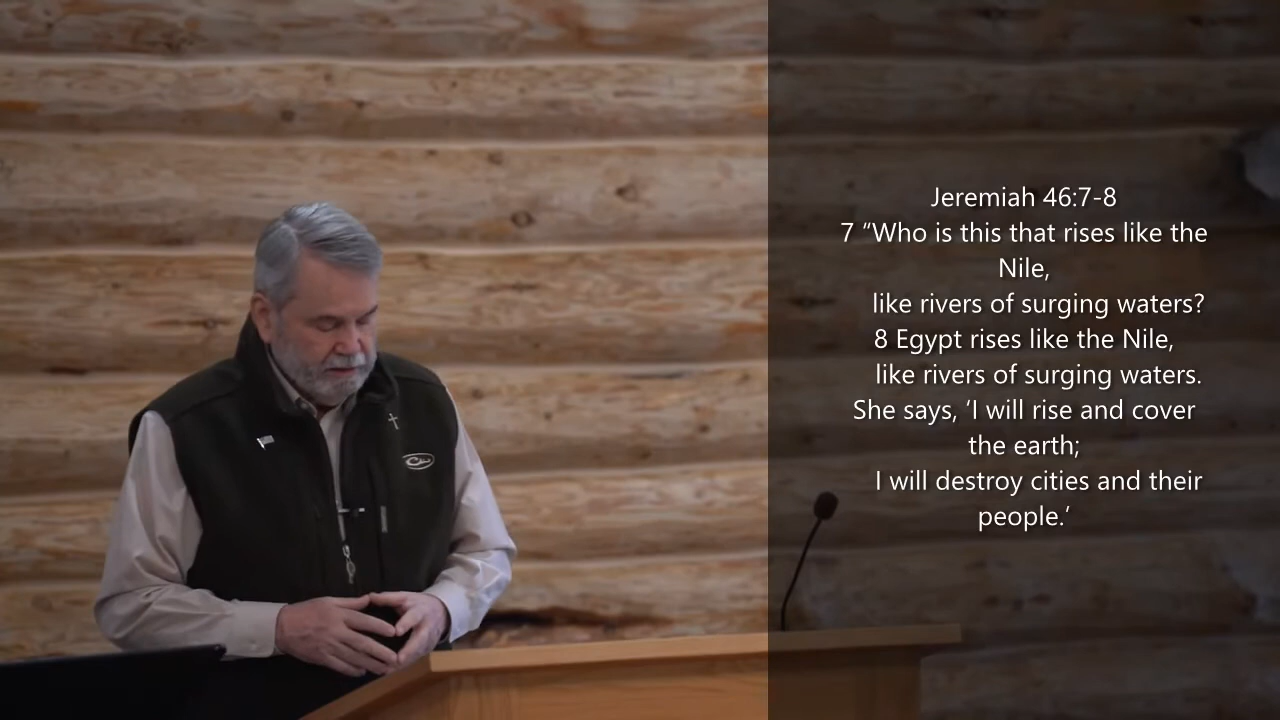 Jeremiah 46:7-8
7 “Who is this that rises like the
Nile,
like rivers of surging waters?
8 Egypt rises like the Nile,
like rivers of surging waters.
She says, ‘I will rise and cover
the earth;
I will destroy cities and their
people.’